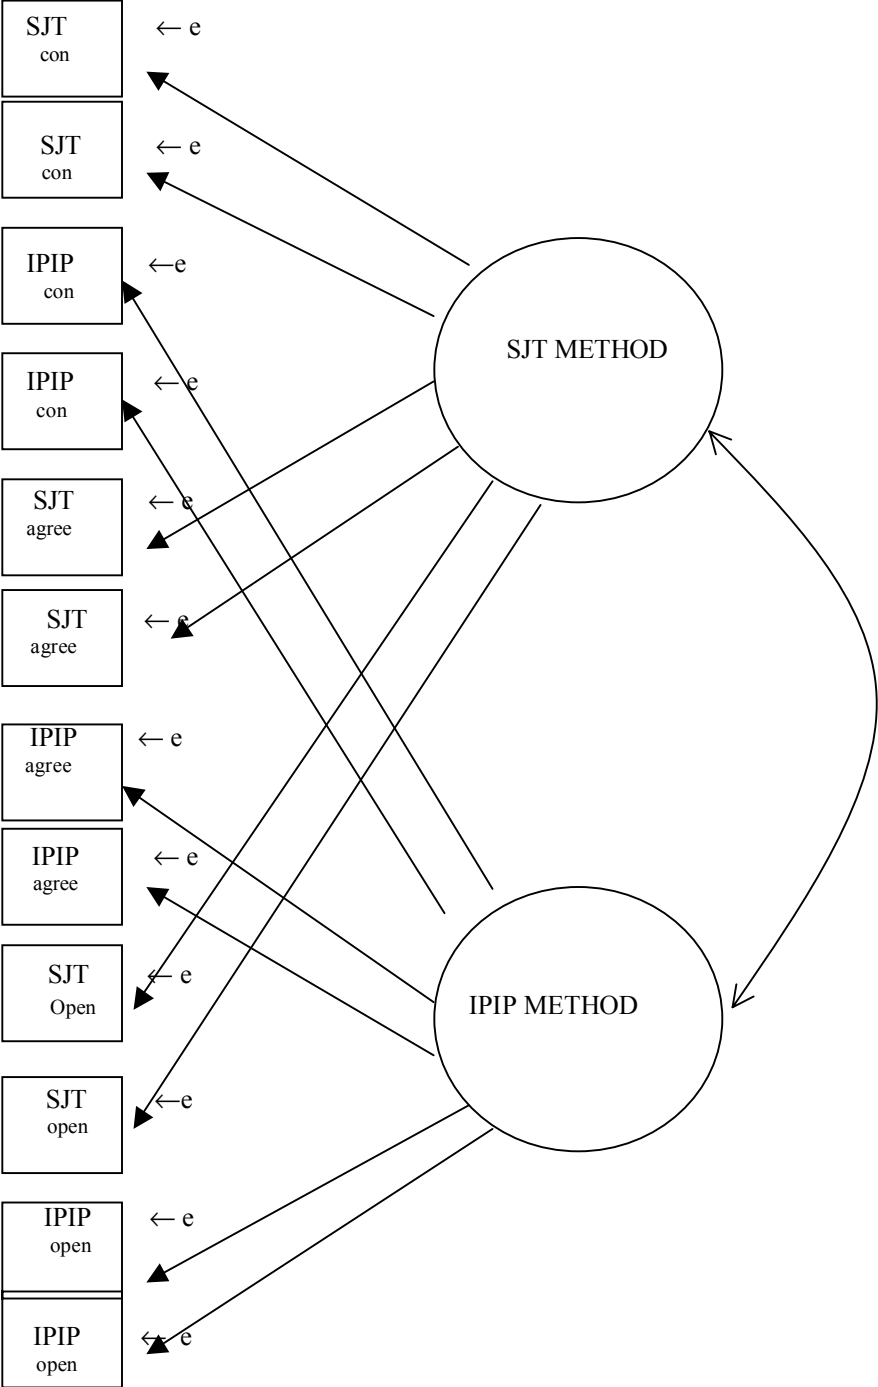 SJT ← e
con
SJT ← e
con
IPIP ←e
con
IPIP ← e
con
SJT METHOD
SJT ← e
agree
SJT ← e
agree
IPIP ← e
agree
IPIP ← e
agree
SJT ← e
Open
IPIP METHOD
SJT ←e
open
IPIP ← e
open
IPIP ← e
open